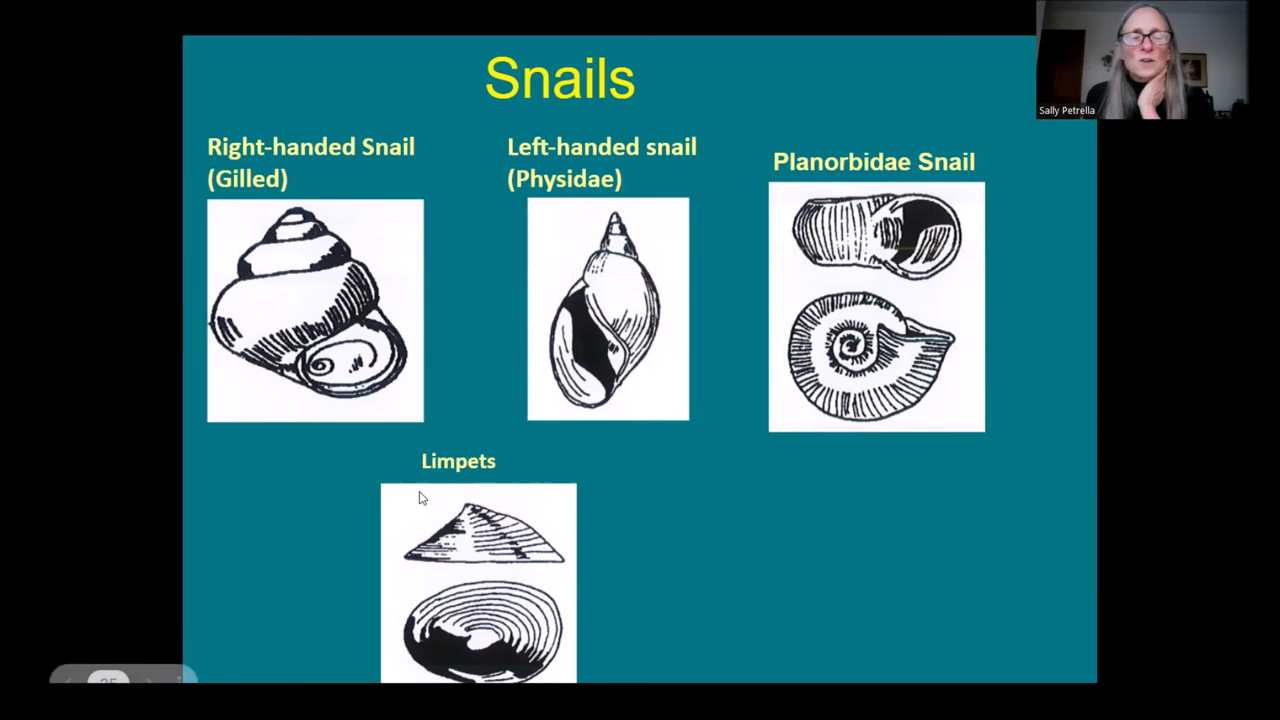 Snails
Sally Petrella
Right-handed Snail
(Gilled)
Left-handed snail
(Physidae)
Planorbidae Snail
Limpets